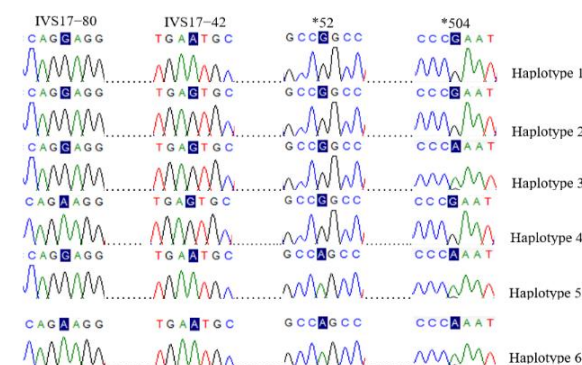 IVS17−80 IVS17−42 *52 *504
CAGGAGG TGAATGC GCCGGCC CCCGAAT
Haplotype 1
CAGGAGG TGAGTGC GCCGGCC CCCGAAT
Haplotype 2
CAGGAGG TGAGTGC GCCGGCC CCCAAAT
Haplotype 3
CAGAAGG TGAGTGC GCCGGCC CCCGAAT
Haplotype 4
CAGGAGG TGAATGC GCCAGCC CCCAAAT
Haplotype 5
CAGAAGG TGAATGC GCCAGCC CCCAAAT
Haplotype 6